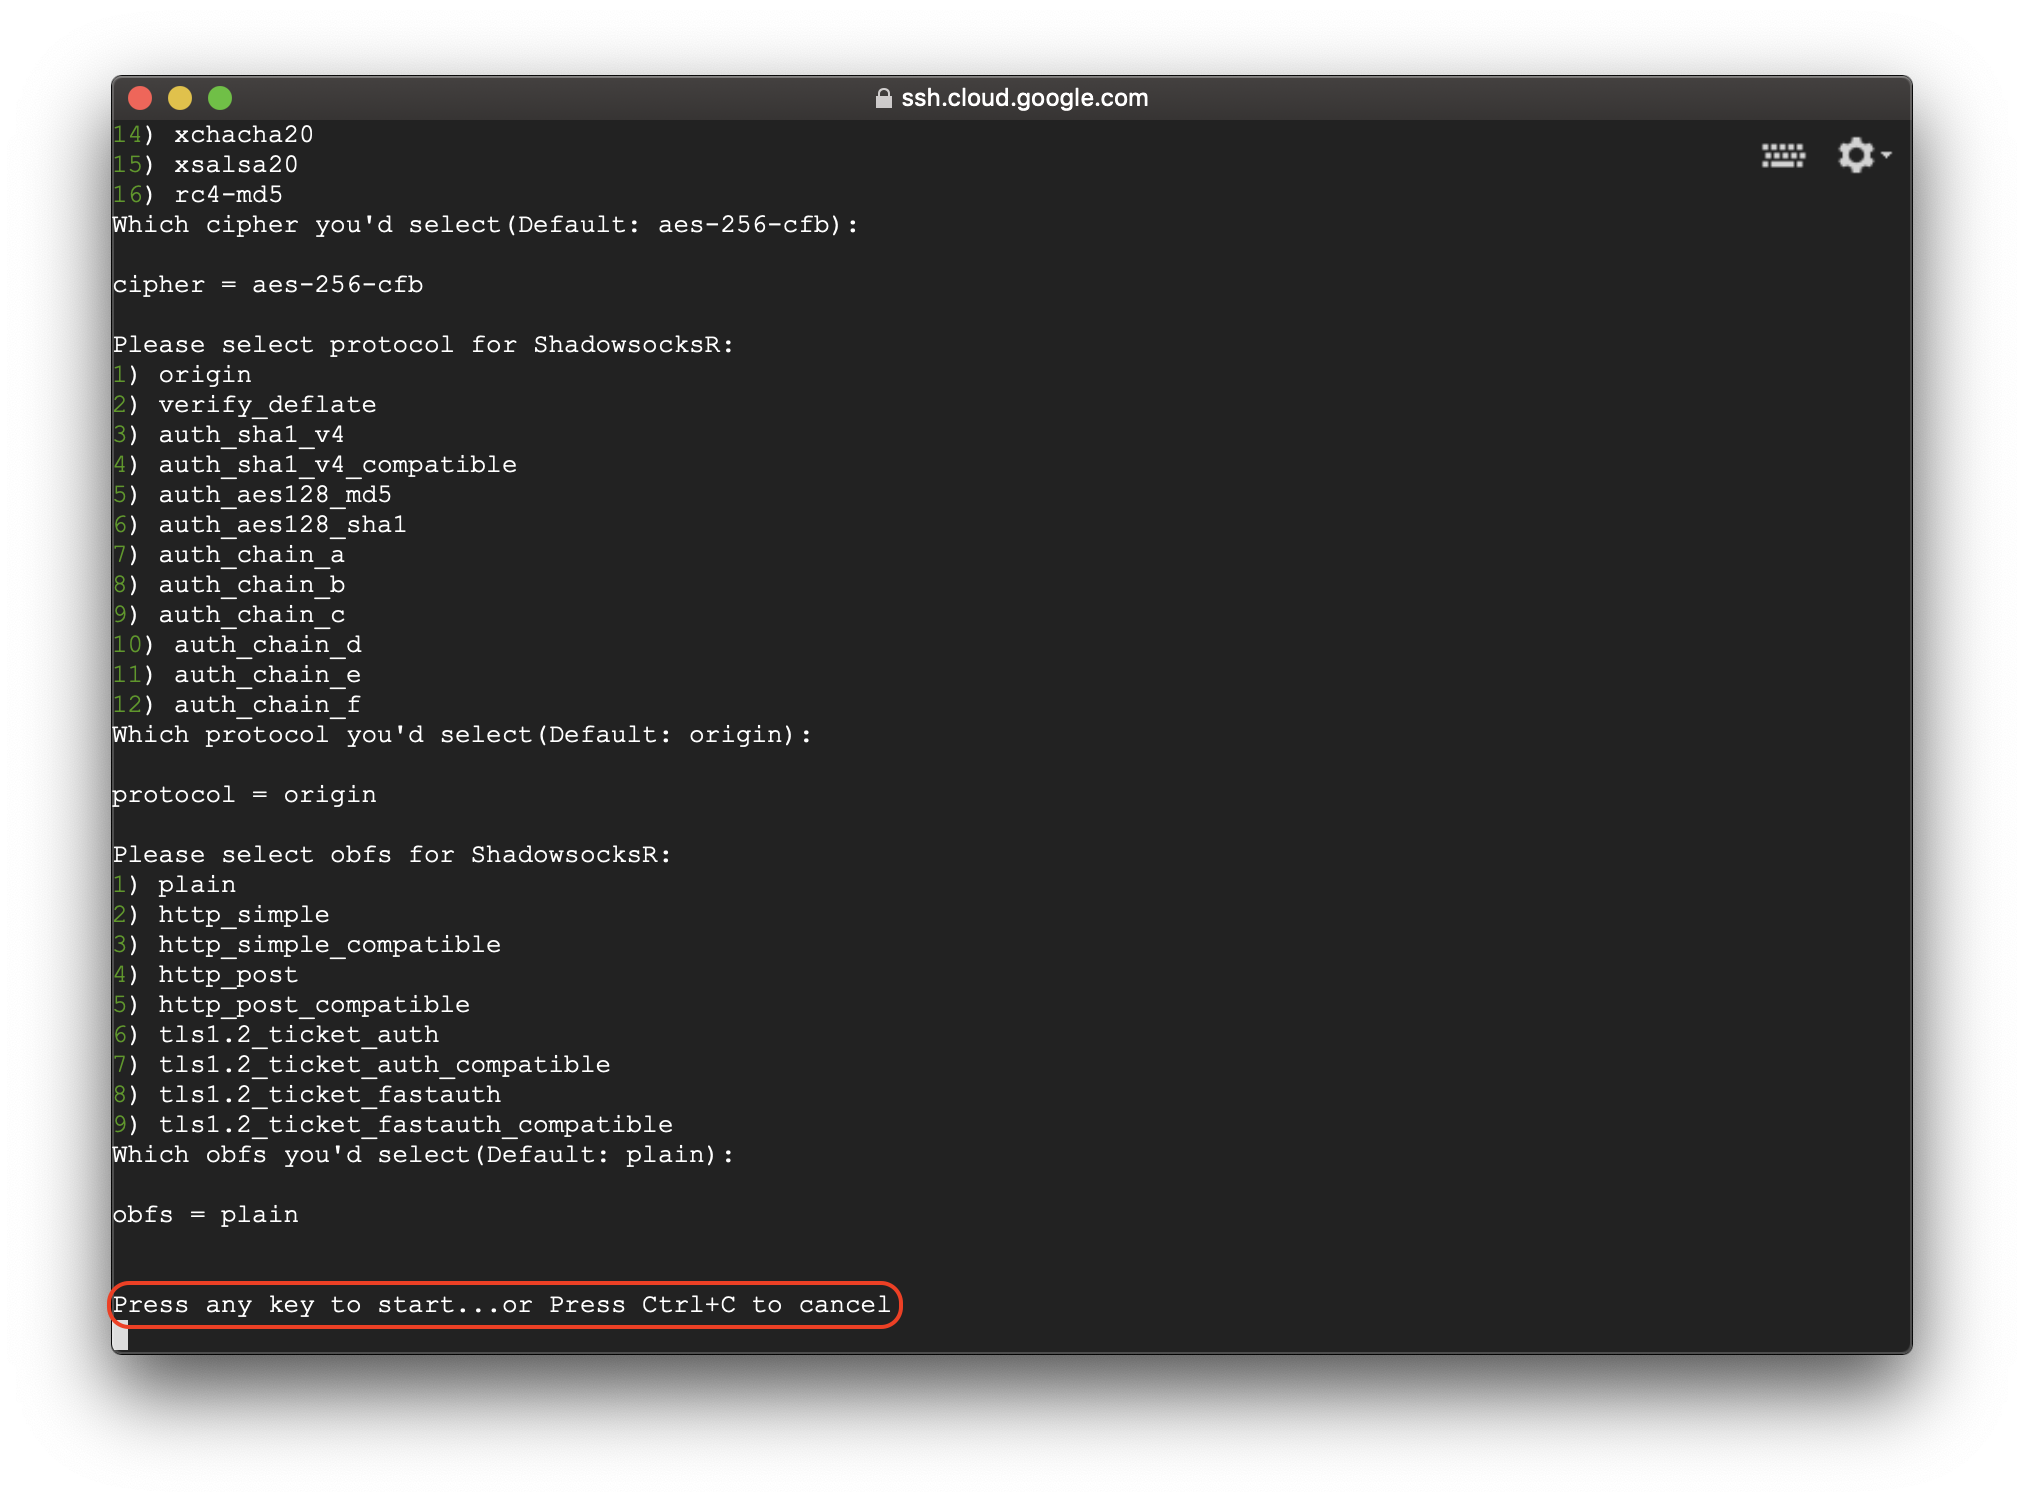 ssh.cloud.google.com
14) xchacha20
15) xsalsa20
16) rc4-md5
Which cipher you'd select(Default: aes-256-cfb):
cipher = aes-256-cfb
Please select protocol for ShadowsocksR:
1) origin
2) verify_deflate
3) auth_sha1_v4
4) auth_sha1_v4_compatible
5) auth_aes128_md5
6) auth_aes128_sha1
7) auth_chain_a
8) auth_chain_b
9) auth_chain_c
10) auth_chain_d
11) auth_chain_e
12) auth_chain_f
Which protocol you'd select(Default: origin):
protocol = origin
Please select obfs for ShadowsocksR:
1) plain
2) http_simple
3) http_simple_compatible
4) http_post
5) http_post_compatible
6) tls1.2_ticket_auth
7) tls1.2_ticket_auth_compatible
8) tls1.2_ticket_fastauth
9) tls1.2_ticket_fastauth_compatible
Which obfs you'd select(Default: plain):
obfs = plain
Press any key to start...or Press Ctrl+C to cancel